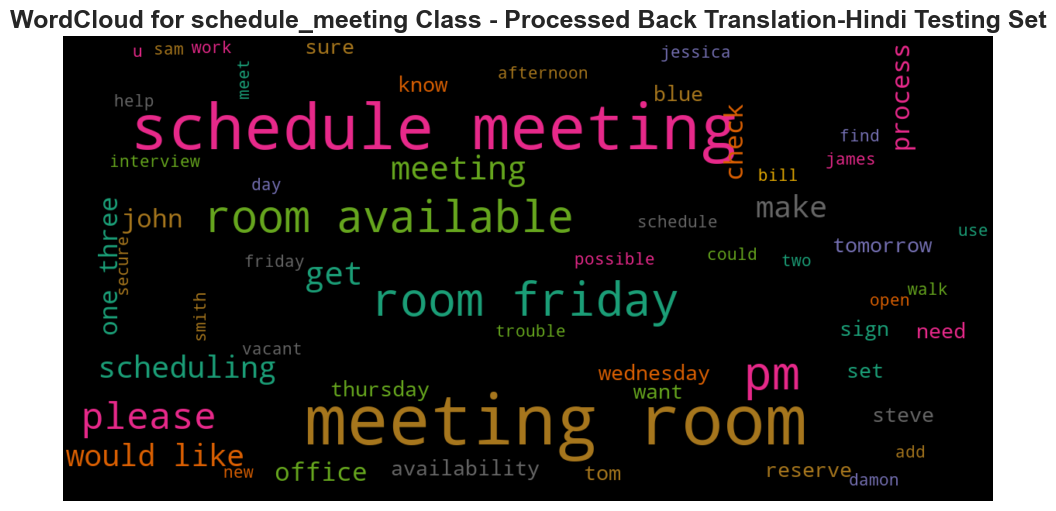 WordCloud for schedule_meeting Class - Processed Back Translation-Hindi Testing Set
u
sam
work
sure
jessica
process
meet
afternoon
know
blue
help
schedule meeting
check
find
interview
meeting
james
day
bill
one three
john
room available
make
schedule
use
secure
friday
get
possible
could
two
tomorrow
smith
room friday
open
walk
trouble
sign
need
vacant
scheduling
thursday
wednesday
want
pm
set
please
meeting room
steve
would like
new
office
availability
tom
reserve
add
damon